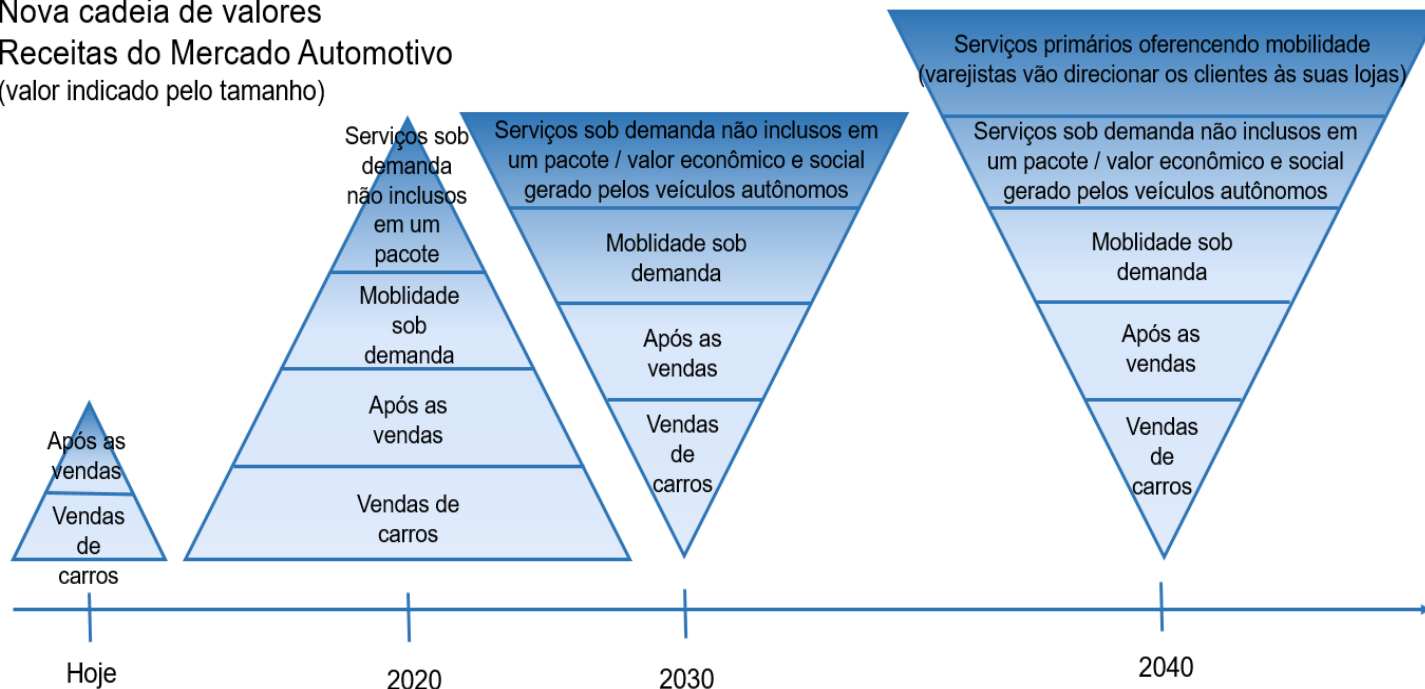 Nova cadeia de valores
Receitas do Mercado Automotivo
(valor indicado pelo tamanho)
Após as
vendas
Vendas
de
carros
Serviços sob
demanda
não inclusos
em um
pacote
Moblidade
sob
demanda
Após as
vendas
Vendas de
carros
Serviços sob demanda não inclusos em
um pacote / valor econômico e social
gerado pelos veículos autônomos
Moblidade sob
demanda
Após as
vendas
Vendas
de
carros
Serviços primários oferencendo mobilidade
(varejistas vão direcionar os clientes às suas lojas)
Serviços sob demanda não inclusos em
um pacote / valor econômico e social
gerado pelos veículos autônomos
Moblidade sob
demanda
Após as
vendas
Vendas
de
carros
Hoje
2020
2030
2040